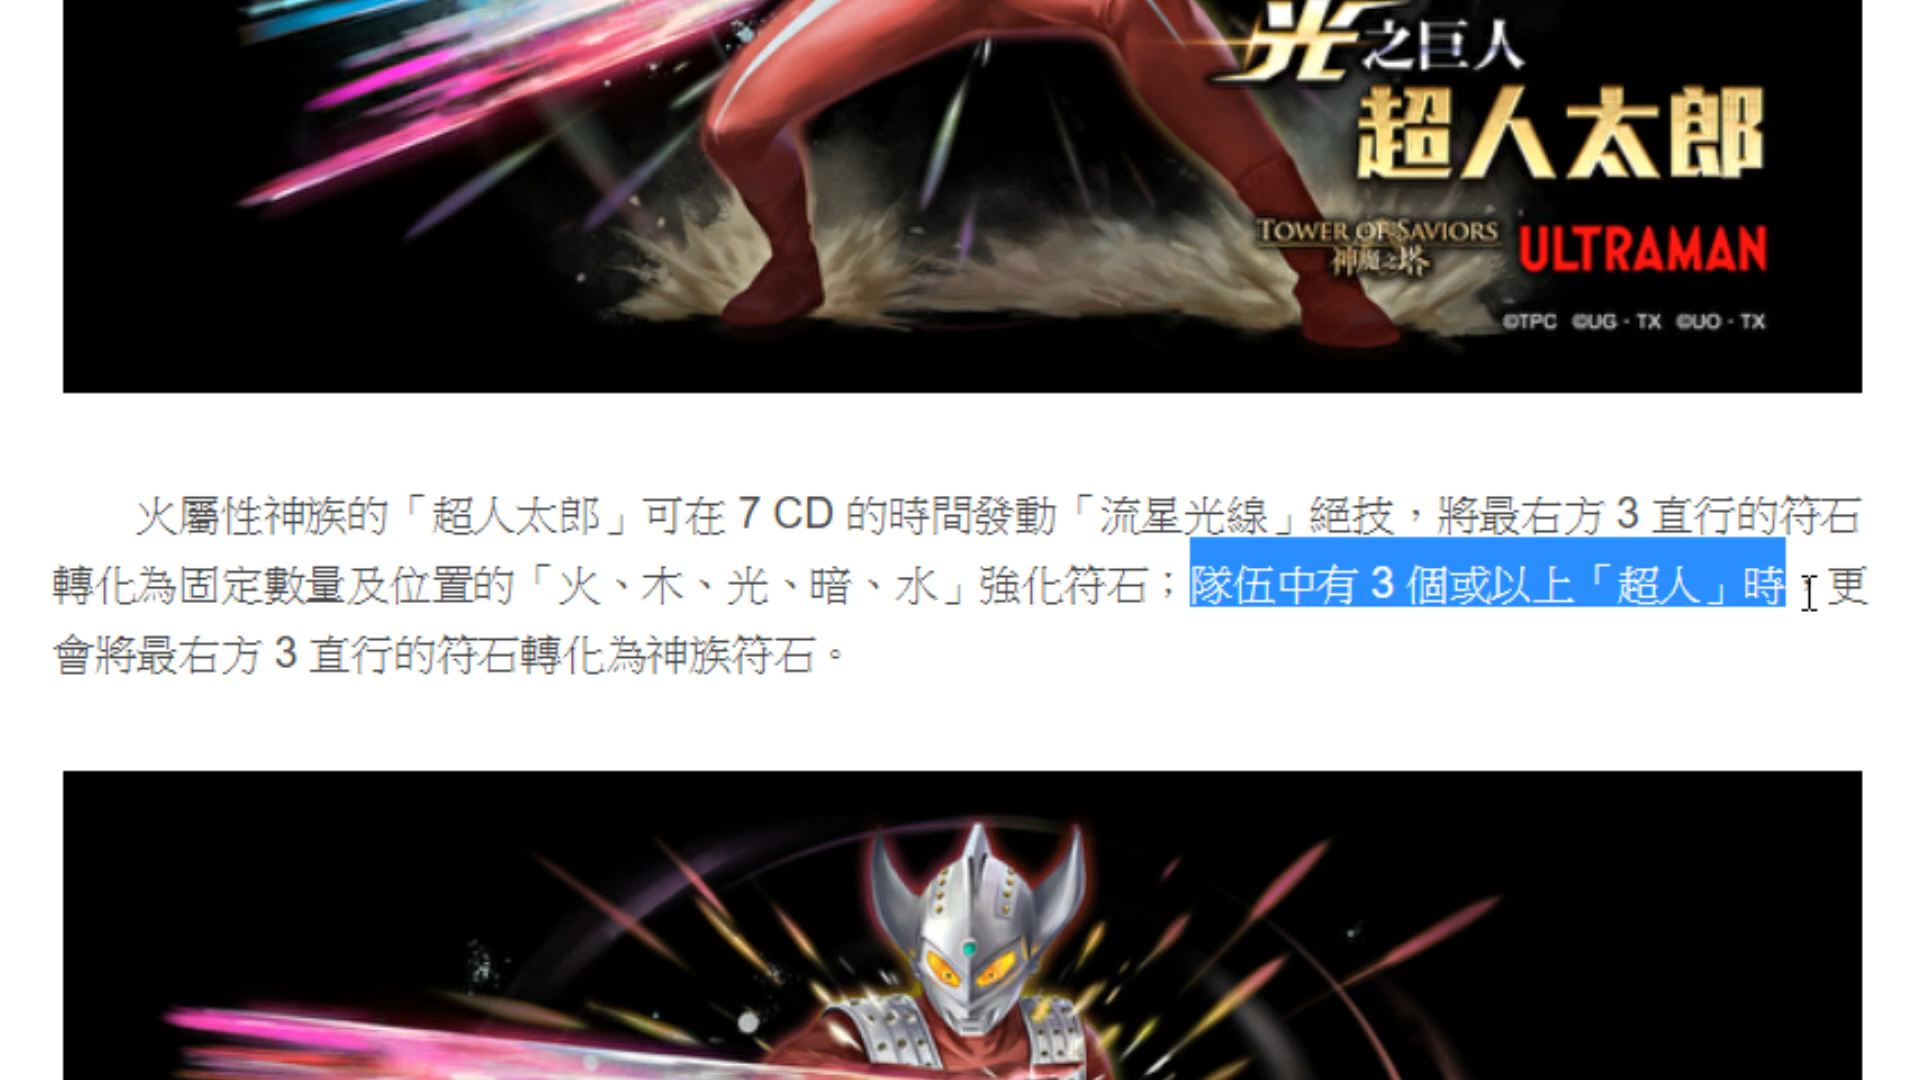 光之巨人
超人太郎
TOWER OF SAVIORS
神魔之塔
ULTRAMAN
©TPC ©UG - TX ©UO - TX
火屬性神族的「超人太郎」可在 7 CD 的時間發動「流星光線」絕技，將最右方 3 直行的符石
轉化為固定數量及位置的「火、木、光、暗、水」強化符石；隊伍中有 3 個或以上「超人」時，更
會將最右方 3 直行的符石轉化為神族符石。